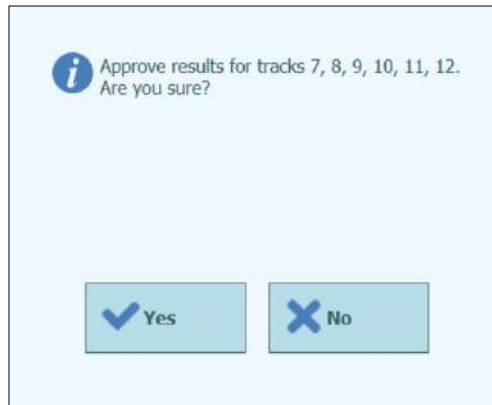 Approve results for tracks 7, 8, 9, 10, 11, 12.
Are you sure?
Yes
No